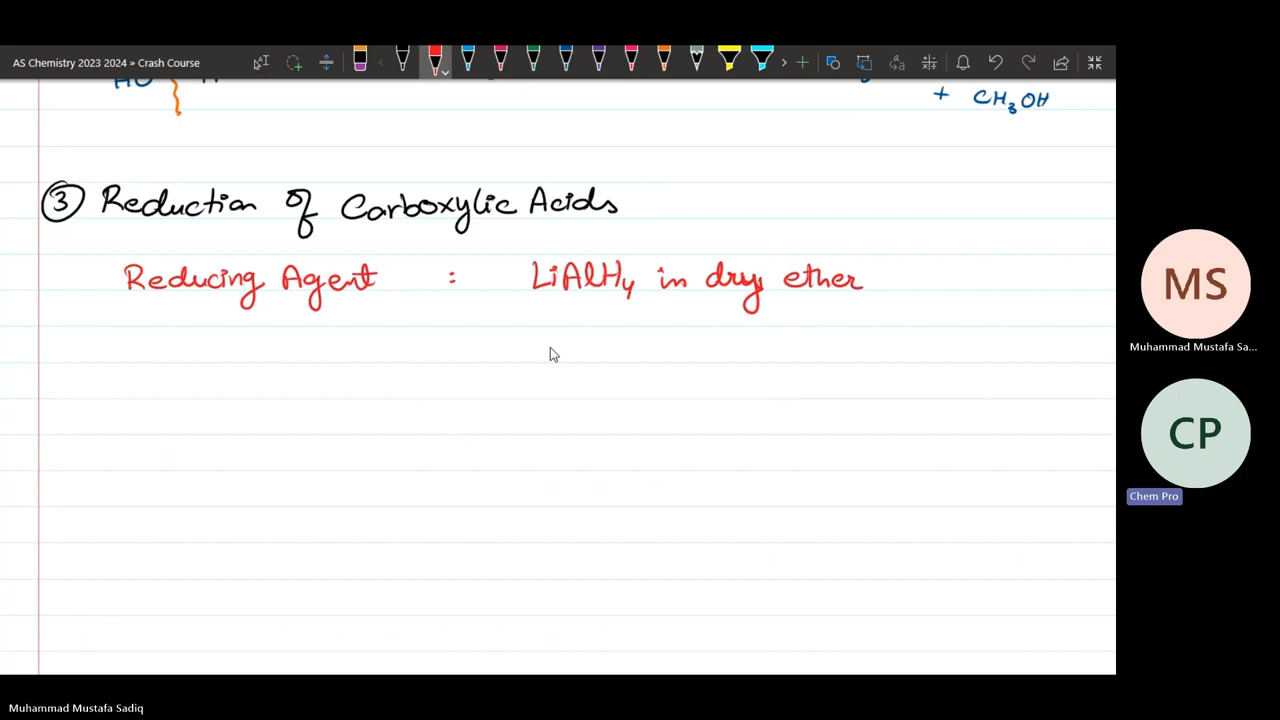 AS Chemistry 2023 2024 » Crash Course
+ CH₃OH
③ Reduction of Carboxylic Acids
Reducing Agent : LiAlH₄ in dry ether
MS
Muhammad Mustafa Sa...
CP
Chem Pro
Muhammad Mustafa Sadiq